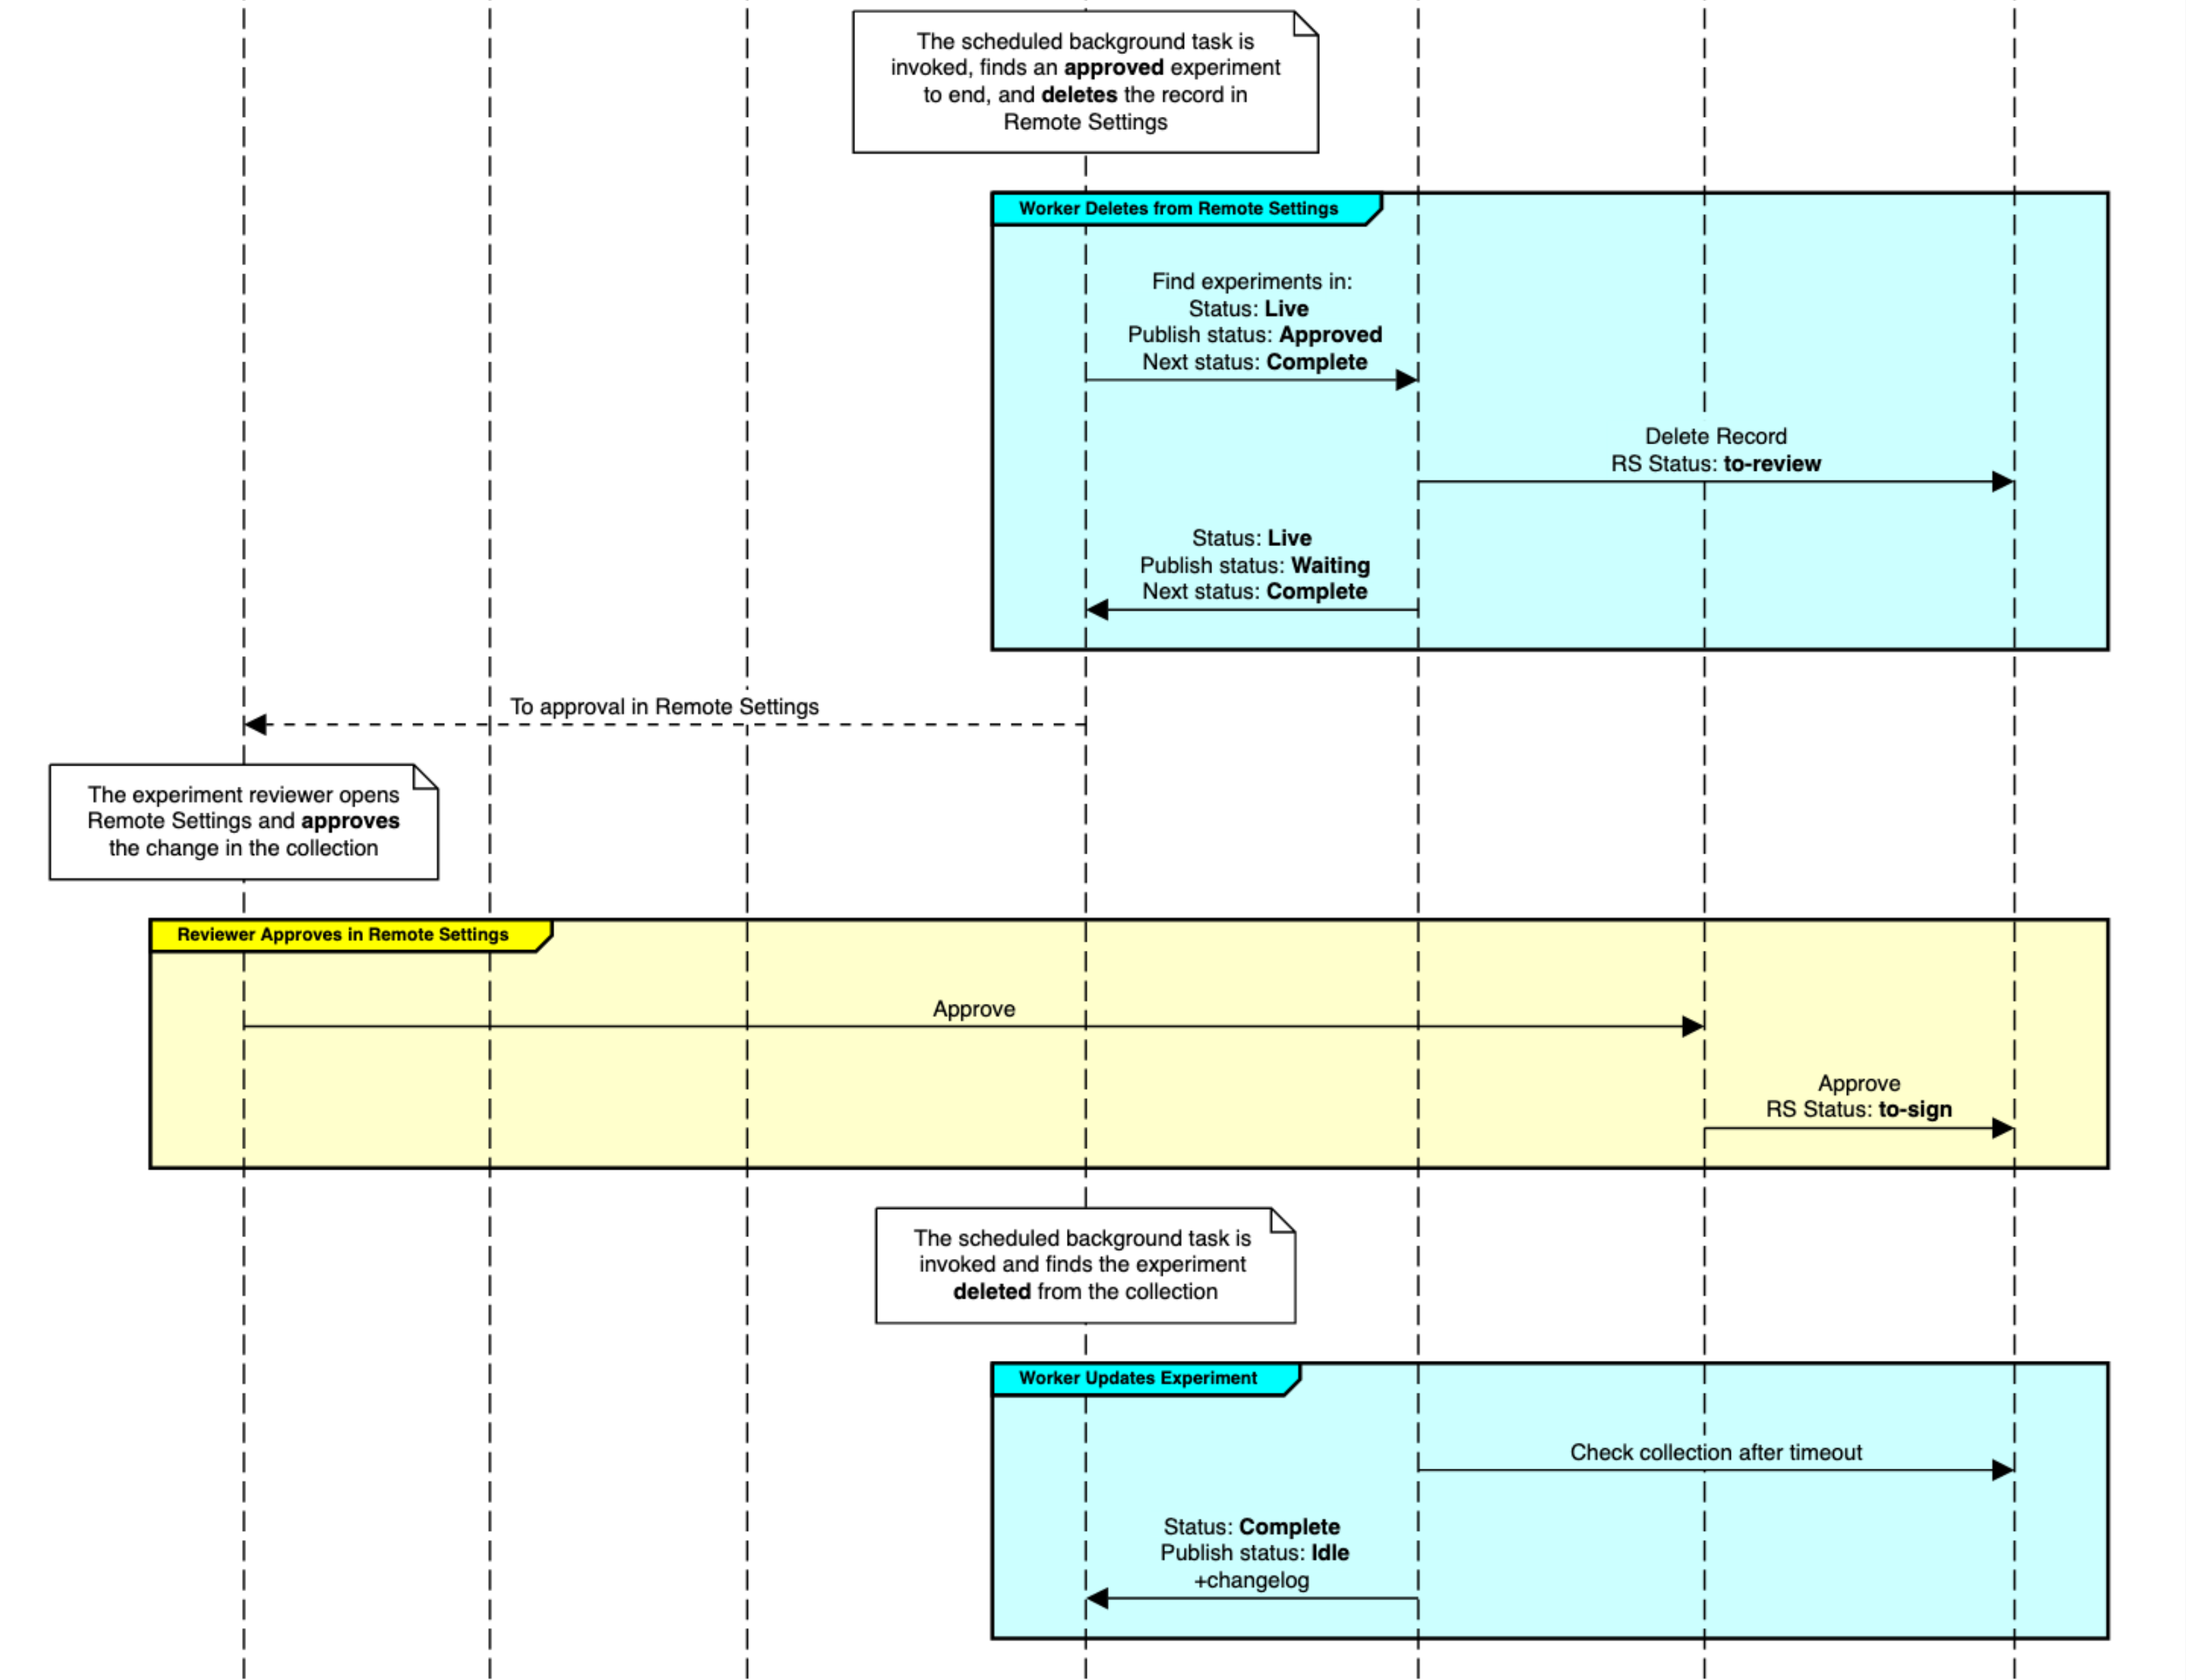 The scheduled background task is
invoked, finds an approved experiment
to end, and deletes the record in
Remote Settings
Worker Deletes from Remote Settings
Find experiments in:
Status: Live
Publish status: Approved
Next status: Complete
Delete Record
RS Status: to-review
Status: Live
Publish status: Waiting
Next status: Complete
To approval in Remote Settings
The experiment reviewer opens
Remote Settings and approves
the change in the collection
Reviewer Approves in Remote Settings
Approve
Approve
RS Status: to-sign
The scheduled background task is
invoked and finds the experiment
deleted from the collection
Worker Updates Experiment
Check collection after timeout
Status: Complete
Publish status: Idle
+changelog